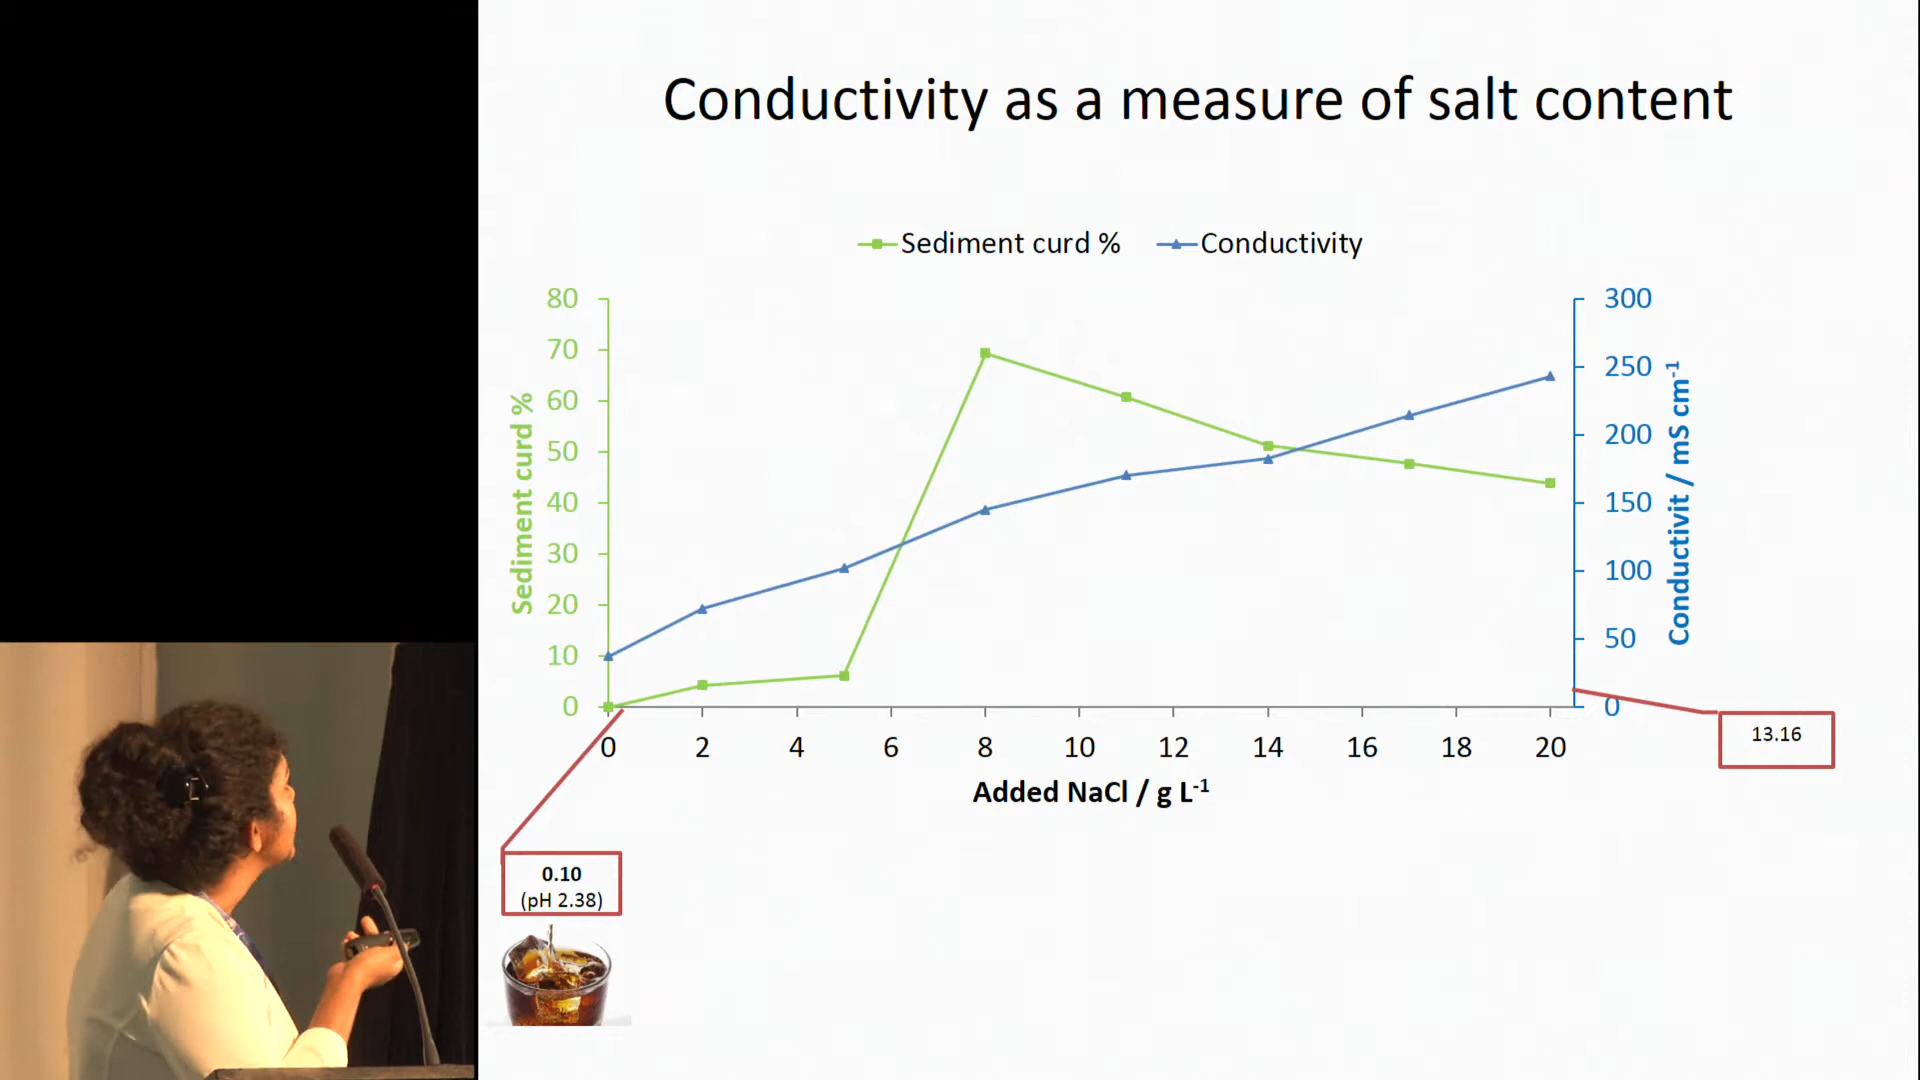 Conductivity as a measure of salt content
Sediment curd %
Conductivity
80
70
60
50
40
30
20
10
0
Sediment curd %
300
250
200
150
100
50
0
Conductivit / mS cm⁻¹
0 2 4 6 8 10 12 14 16 18 20
Added NaCl / g L⁻¹
13.16
0.10
(pH 2.38)